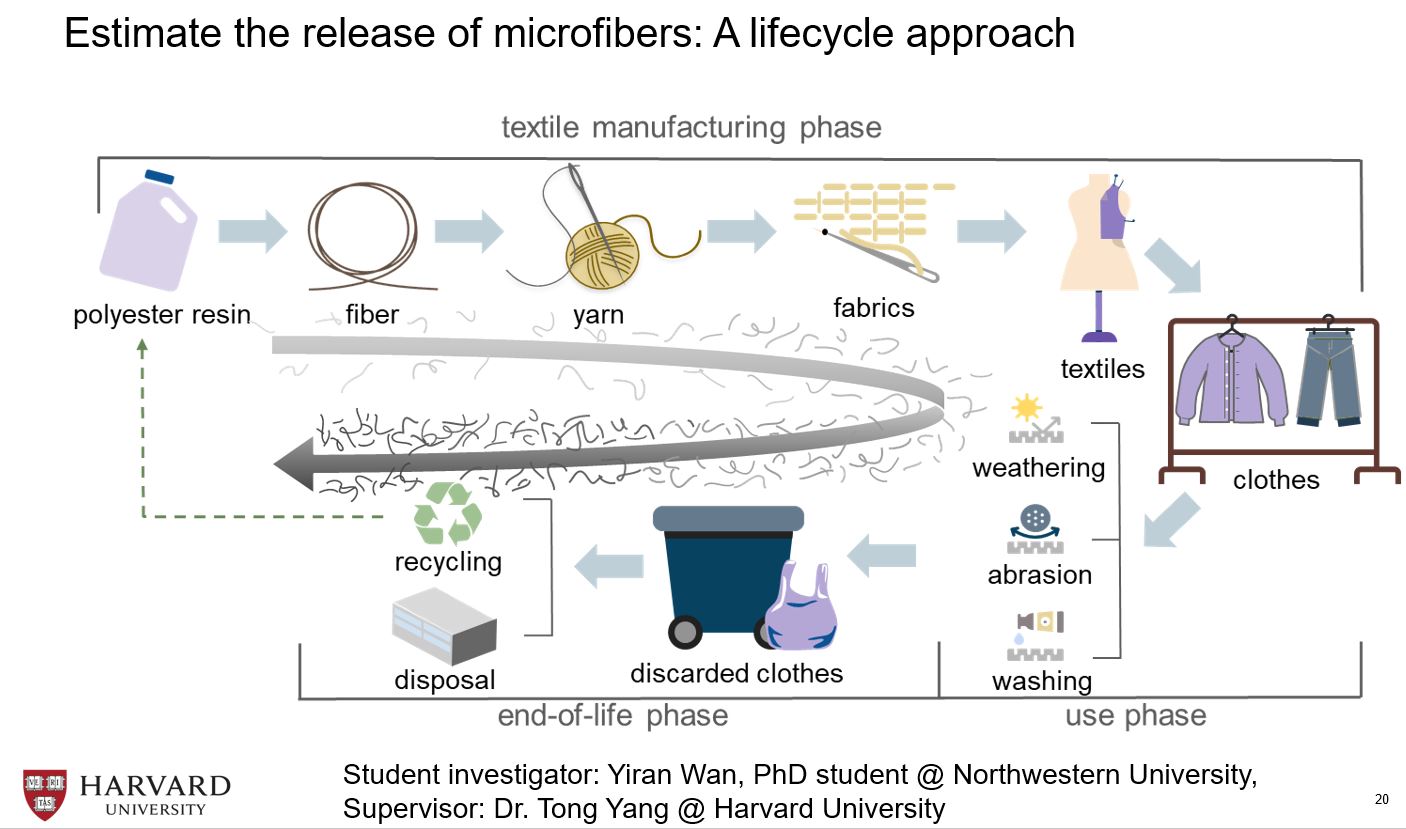 Estimate the release of microfibers: A lifecycle approach
textile manufacturing phase
polyester resin
fiber
yarn
fabrics
textiles
clothes
weathering
abrasion
washing
recycling
disposal
discarded clothes
end-of-life phase
use phase
VE RI
TAS
HARVARD
UNIVERSITY
Student investigator: Yiran Wan, PhD student @ Northwestern University,
Supervisor: Dr. Tong Yang @ Harvard University
20